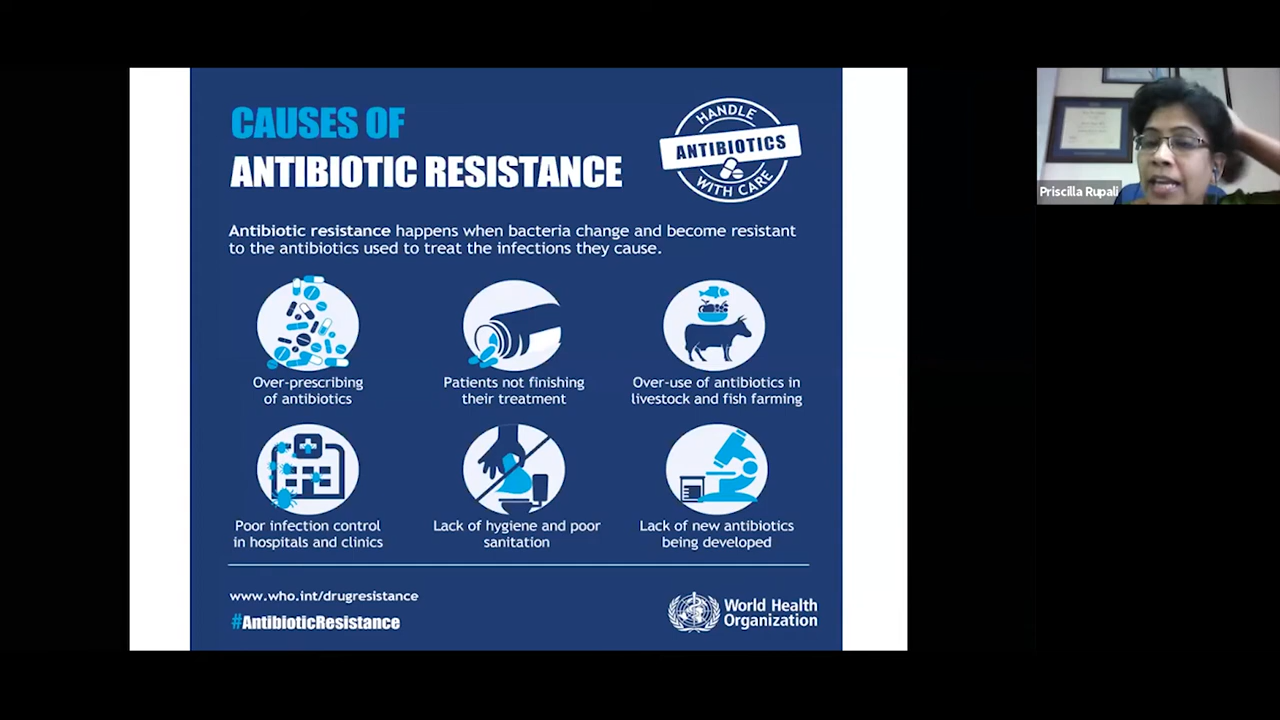 CAUSES OF
ANTIBIOTIC RESISTANCE
HANDLE
ANTIBIOTICS
WITH CARE
Antibiotic resistance happens when bacteria change and become resistant
to the antibiotics used to treat the infections they cause.
Over-prescribing
of antibiotics
Patients not finishing
their treatment
Over-use of antibiotics in
livestock and fish farming
Poor infection control
in hospitals and clinics
Lack of hygiene and poor
sanitation
Lack of new antibiotics
being developed
www.who.int/drugresistance
#AntibioticResistance
World Health
Organization
Priscilla Rupali